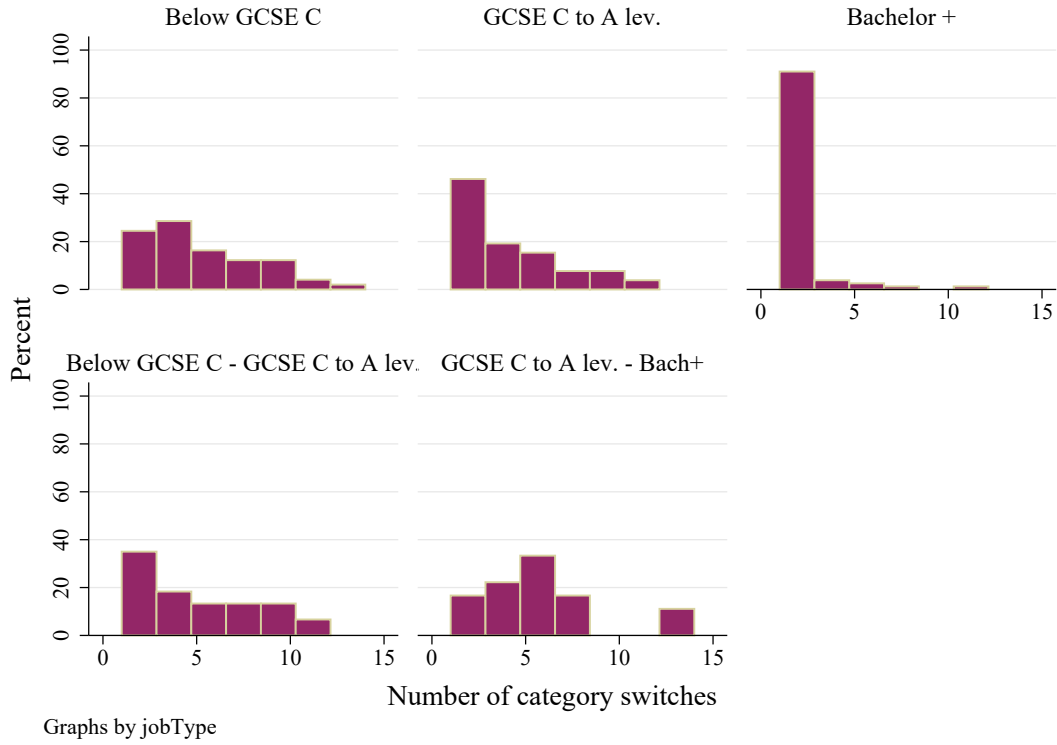 Below GCSE C
GCSE C to A lev.
Bachelor +
100
80
60
40
20
0
0 5 10 15
Below GCSE C - GCSE C to A lev.
GCSE C to A lev. - Bach+
100
80
60
40
20
0
0 5 10 15
0 5 10 15
Percent
Number of category switches
Graphs by jobType